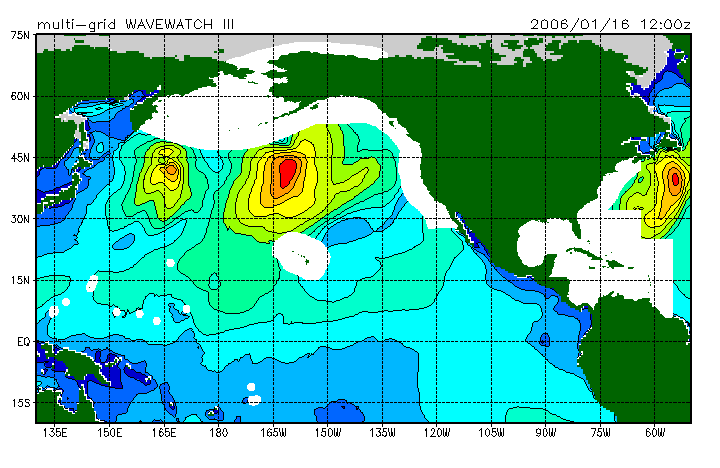 multi-grid WAVEWATCH III 2006/01/16 12:00z
75N
60N
45N
30N
15N
EQ
15S
135E 150E 165E 180 165W 150W 135W 120W 105W 90W 75W 60W